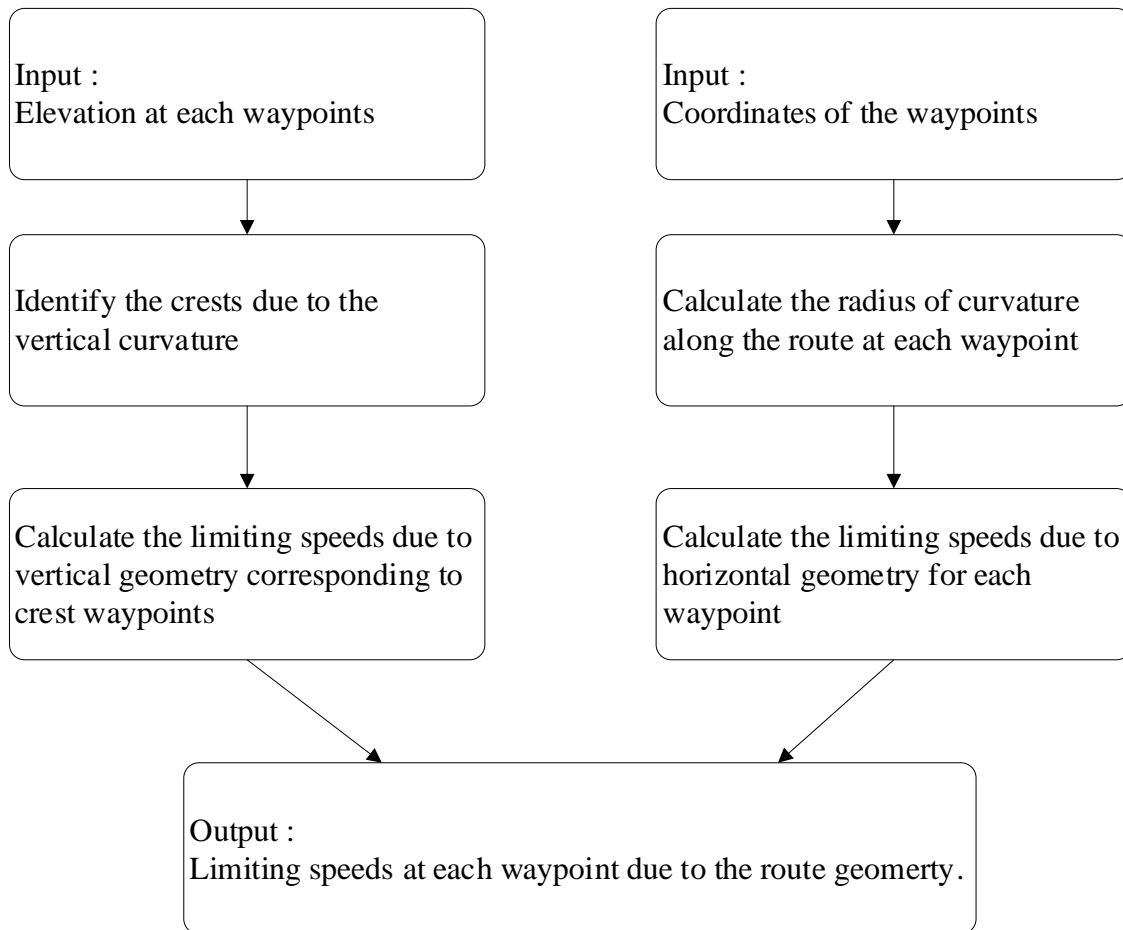 Input :
Elevation at each waypoints
Identify the crests due to the
vertical curvature
Calculate the limiting speeds due to
vertical geometry corresponding to
crest waypoints
Input :
Coordinates of the waypoints
Calculate the radius of curvature
along the route at each waypoint
Calculate the limiting speeds due to
horizontal geometry for each
waypoint
Output :
Limiting speeds at each waypoint due to the route geomerty.